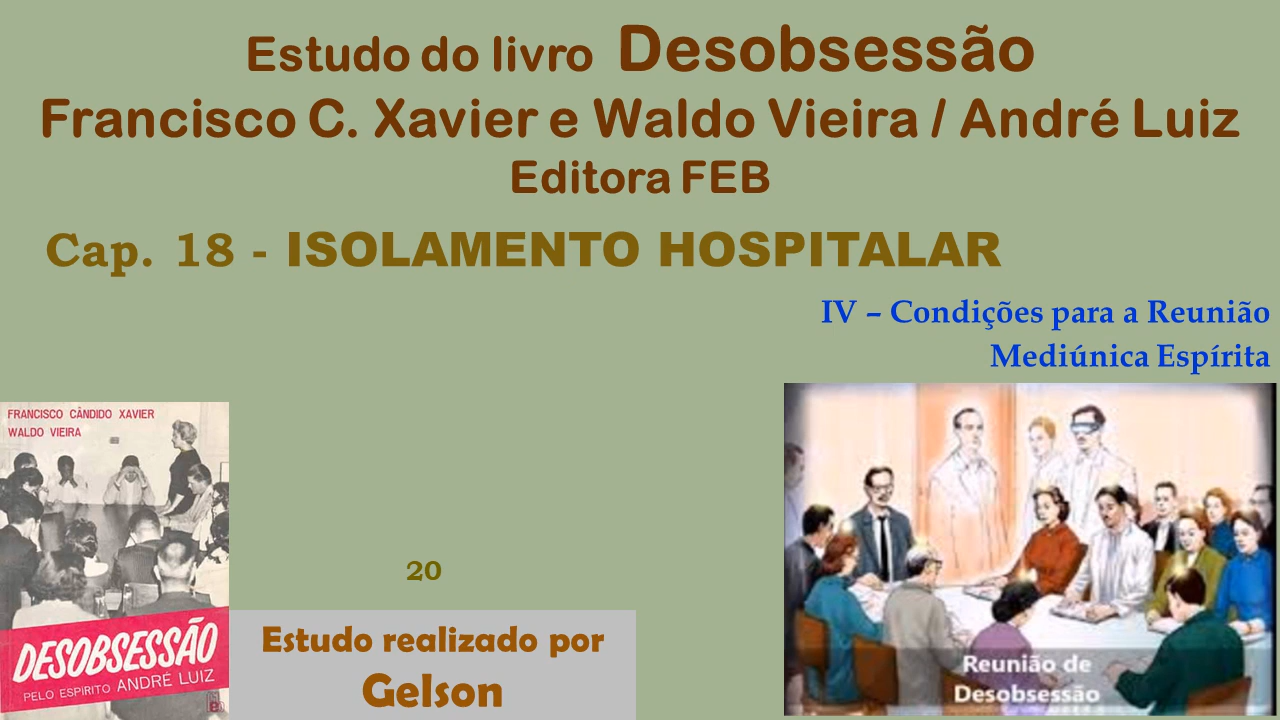 Estudo do livro Desobsessão
Francisco C. Xavier e Waldo Vieira / André Luiz
Editora FEB
Cap. 18 - ISOLAMENTO HOSPITALAR
IV – Condições para a Reunião
Mediúnica Espírita
FRANCISCO CÂNDIDO XAVIER
WALDO VIEIRA
DESOBSESSÃO
PELO ESPÍRITO ANDRÉ LUIZ
20
Estudo realizado por
Gelson
Reunião de
Desobsessão